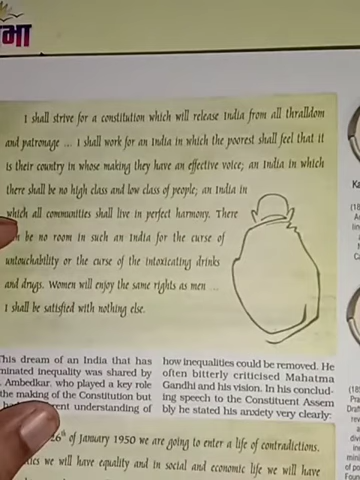 भा
I shall strive for a constitution which will release India from all thralldom
and patronage ... I shall work for an India in which the poorest shall feel that it
is their country in whose making they have an effective voice; an India in which
there shall be no high class and low class of people; an India in
which all communities shall live in perfect harmony. There
be no room in such an India for the curse of
untouchability or the curse of the intoxicating drinks
and drugs. Women will enjoy the same rights as men ...
I shall be satisfied with nothing else.
This dream of an India that has
minated inequality was shared by
. Ambedkar, who played a key role
the making of the Constitution but
rent understanding of
how inequalities could be removed. He
often bitterly criticised Mahatma
Gandhi and his vision. In his conclud-
ing speech to the Constituent Assem
bly he stated his anxiety very clearly:
26th of January 1950 we are going to enter a life of contradictions.
we will have equality and in social and economic life we will have
Ka
(18